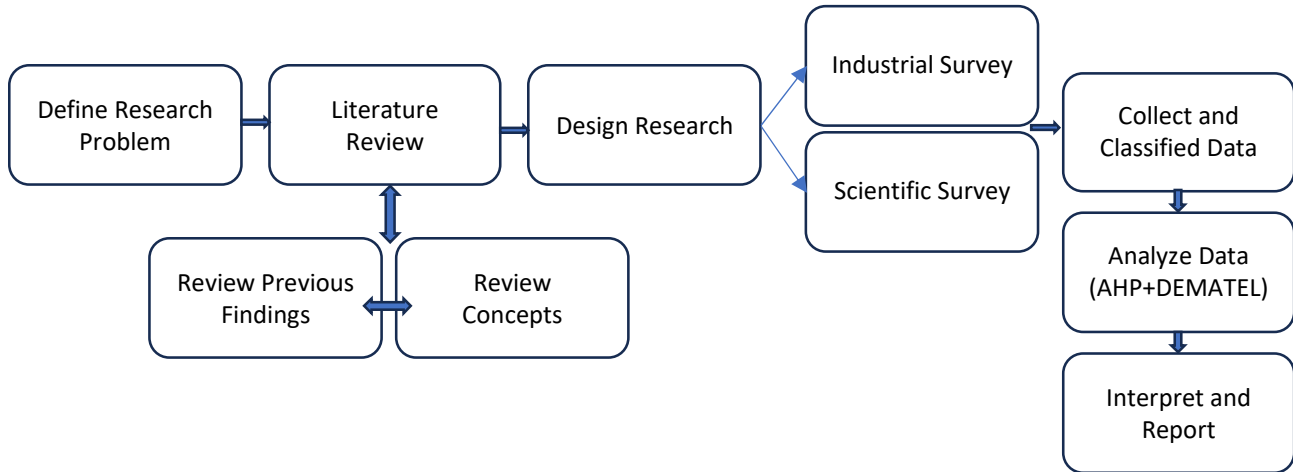 Define Research
Problem
Literature
Review
Design Research
Industrial Survey
Scientific Survey
Collect and
Classified Data
Review Previous
Findings
Review
Concepts
Analyze Data
(AHP+DEMATEL)
Interpret and
Report